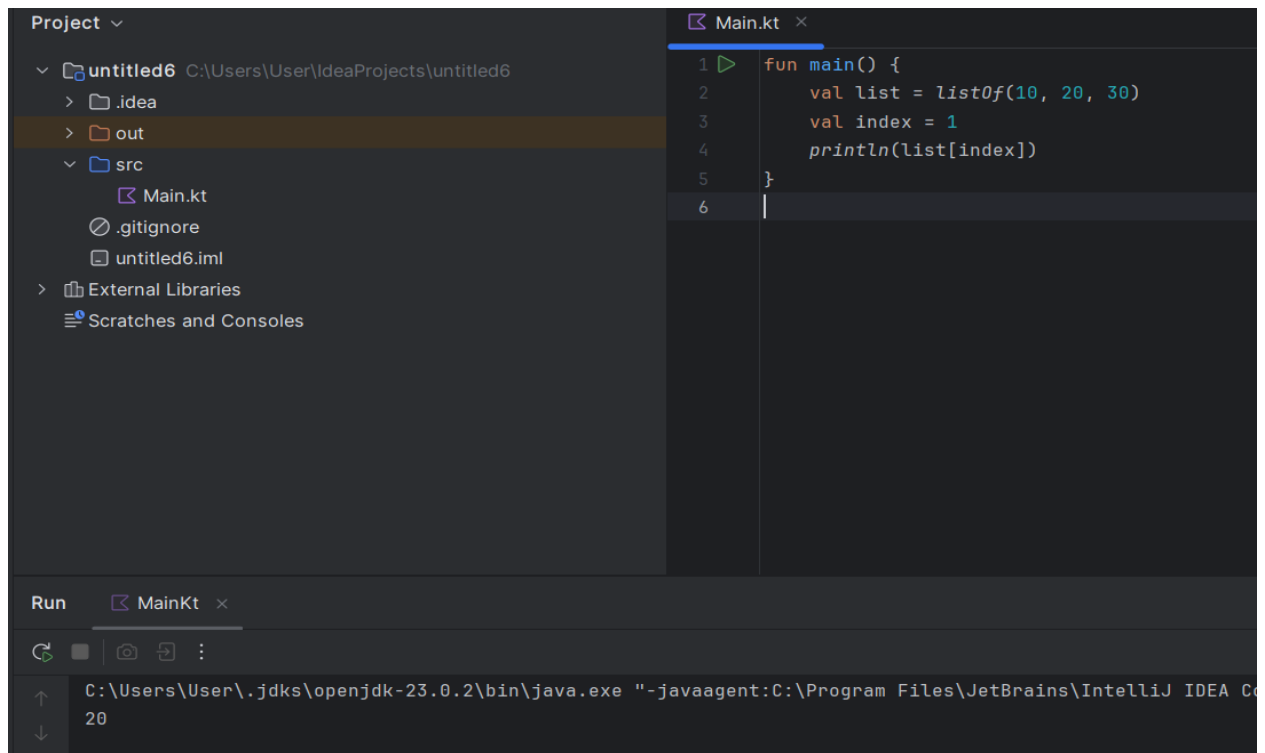 Project
untitled6 C:\Users\User\IdeaProjects\untitled6
.idea
out
src
Main.kt
.gitignore
untitled6.iml
External Libraries
Scratches and Consoles
Main.kt
1 fun main() {
2 val list = listOf(10, 20, 30)
3 val index = 1
4 println(list[index])
5 }
6
Run MainKt
C:\Users\User\.jdks\openjdk-23.0.2\bin\java.exe "-javaagent:C:\Program Files\JetBrains\IntelliJ IDEA
20